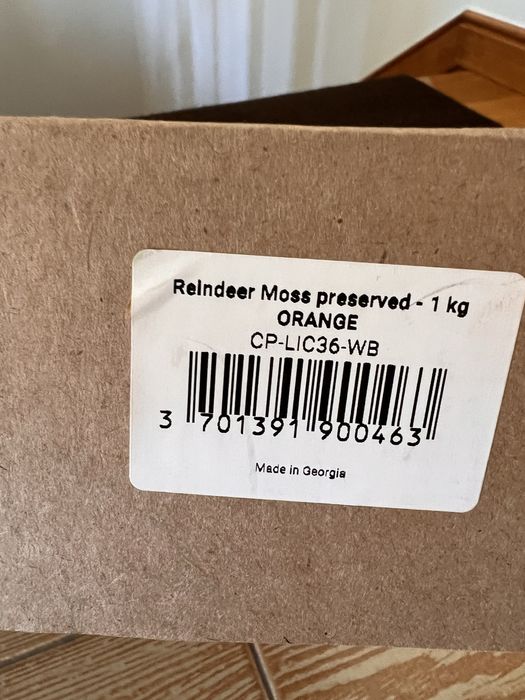 Reindeer Moss preserved - 1 kg
ORANGE
CP-LIC36-WB
3 701391 900463
Made in Georgia